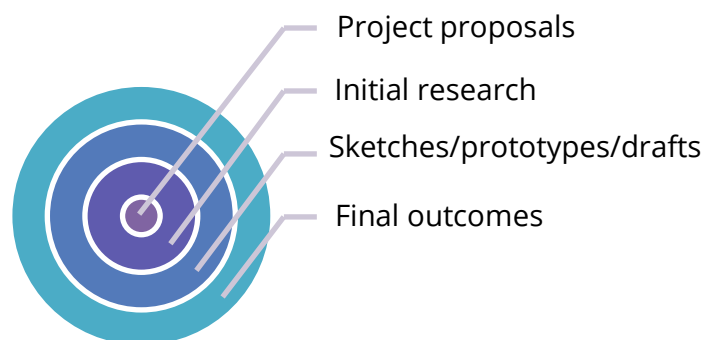 Project proposals
Initial research
Sketches/prototypes/drafts
Final outcomes